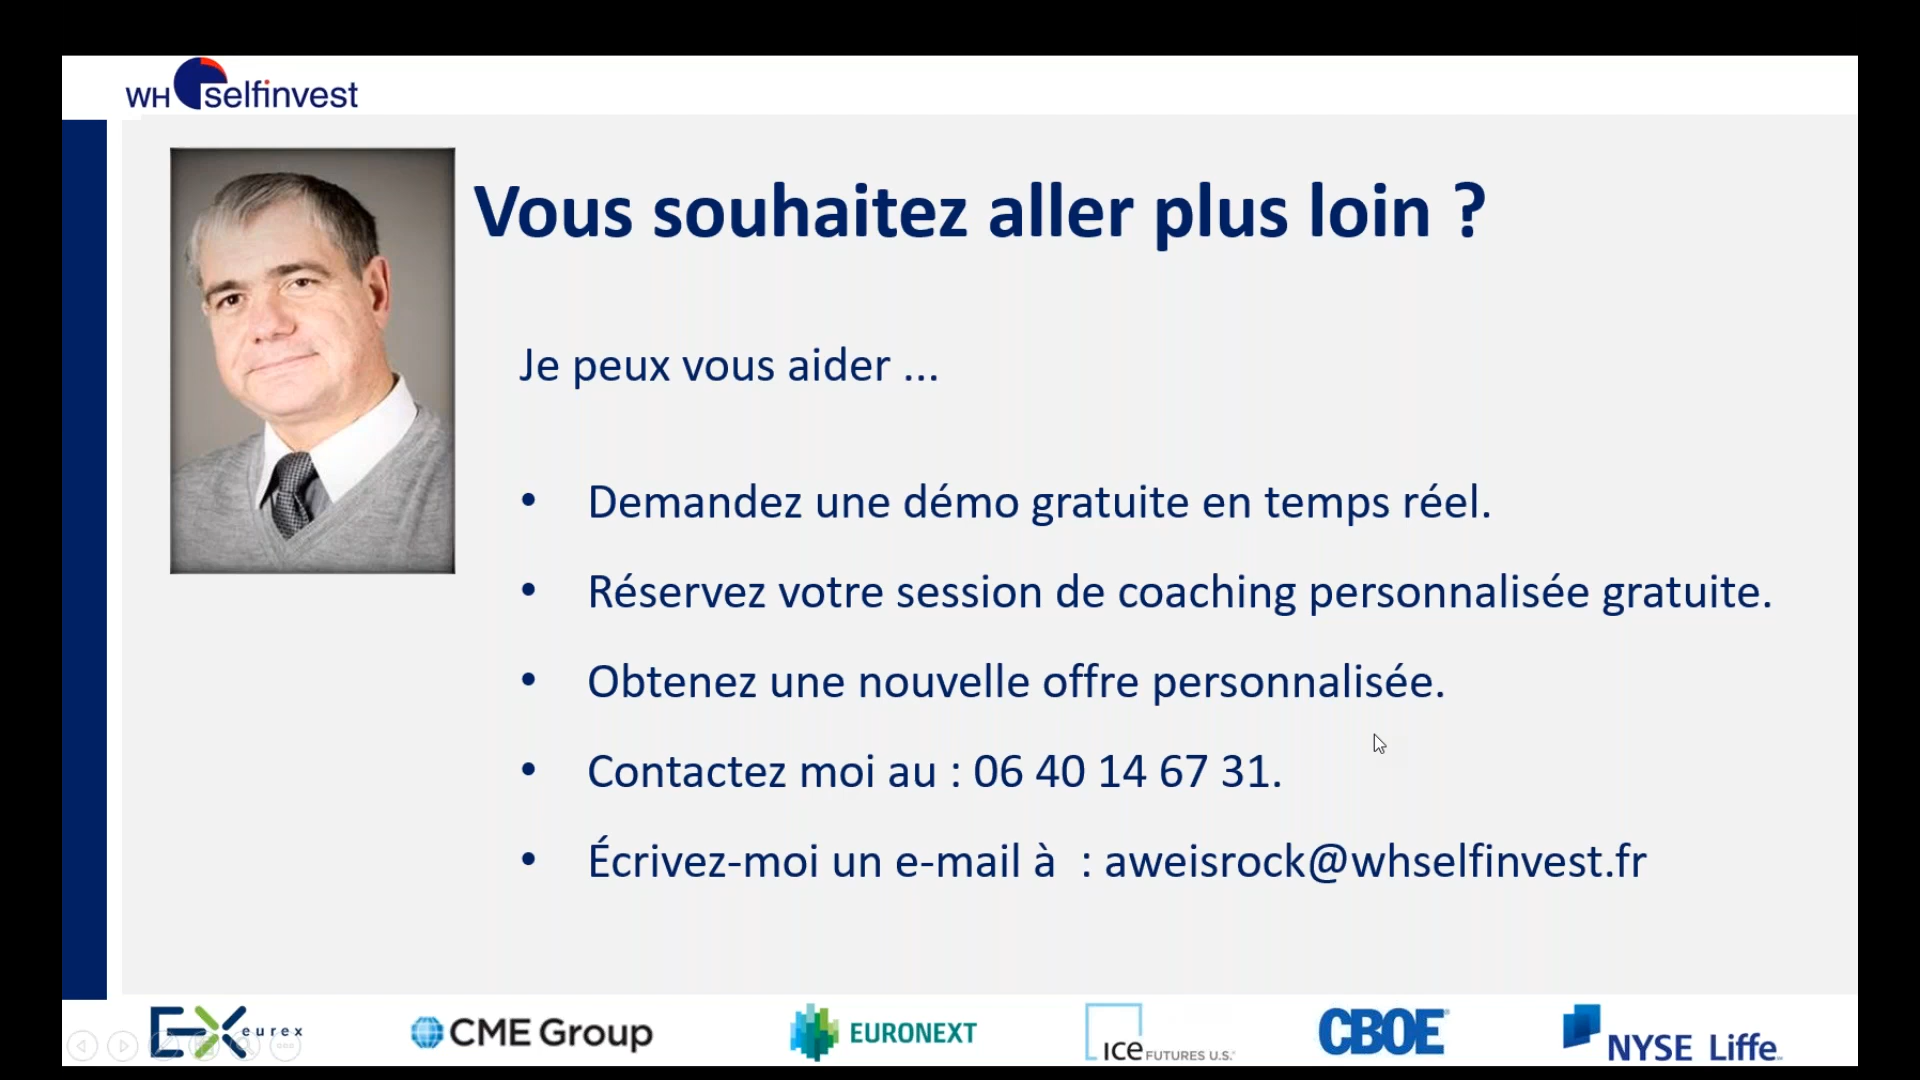 WH selfinvest
Vous souhaitez aller plus loin ?
Je peux vous aider ...
• Demandez une démo gratuite en temps réel.
• Réservez votre session de coaching personnalisée gratuite.
• Obtenez une nouvelle offre personnalisée.
• Contactez moi au : 06 40 14 67 31.
• Écrivez-moi un e-mail à : aweisrock@whselfinvest.fr
EX eurex CME Group EURONEXT ICE FUTURES U.S. CBOE NYSE Liffe